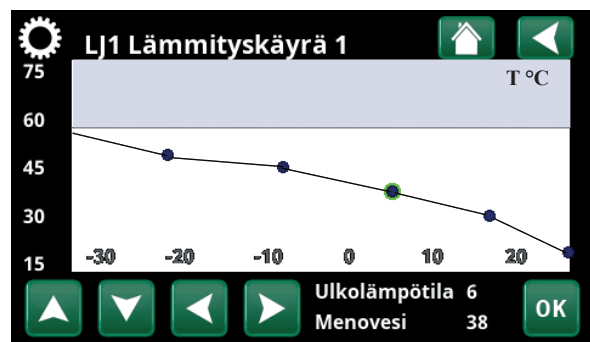 LJ1 Lämmityskäyrä 1
75
T °C
60
45
30
15
-30 -20 -10 0 10 20
Ulkolämpötila 6
Menovesi 38
OK